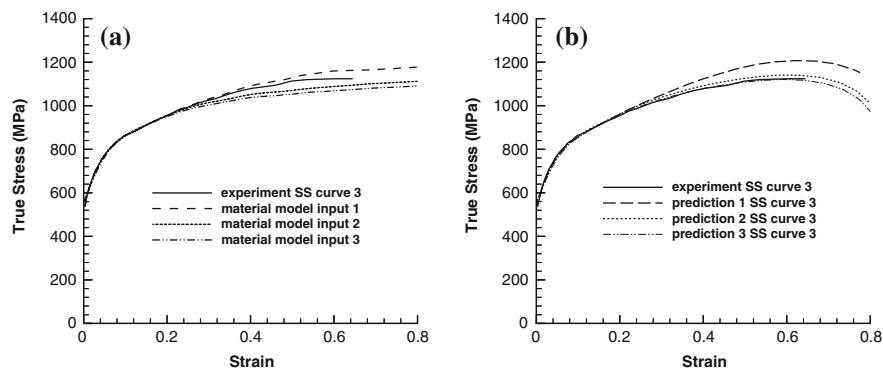 (a)
True Stress (MPa)
1400
1200
1000
800
600
400
200
0
experiment SS curve 3
material model input 1
material model input 2
material model input 3
0 0.2 0.4 0.6 0.8
Strain
(b)
True Stress (MPa)
1400
1200
1000
800
600
400
200
0
experiment SS curve 3
prediction 1 SS curve 3
prediction 2 SS curve 3
prediction 3 SS curve 3
0 0.2 0.4 0.6 0.8
Strain